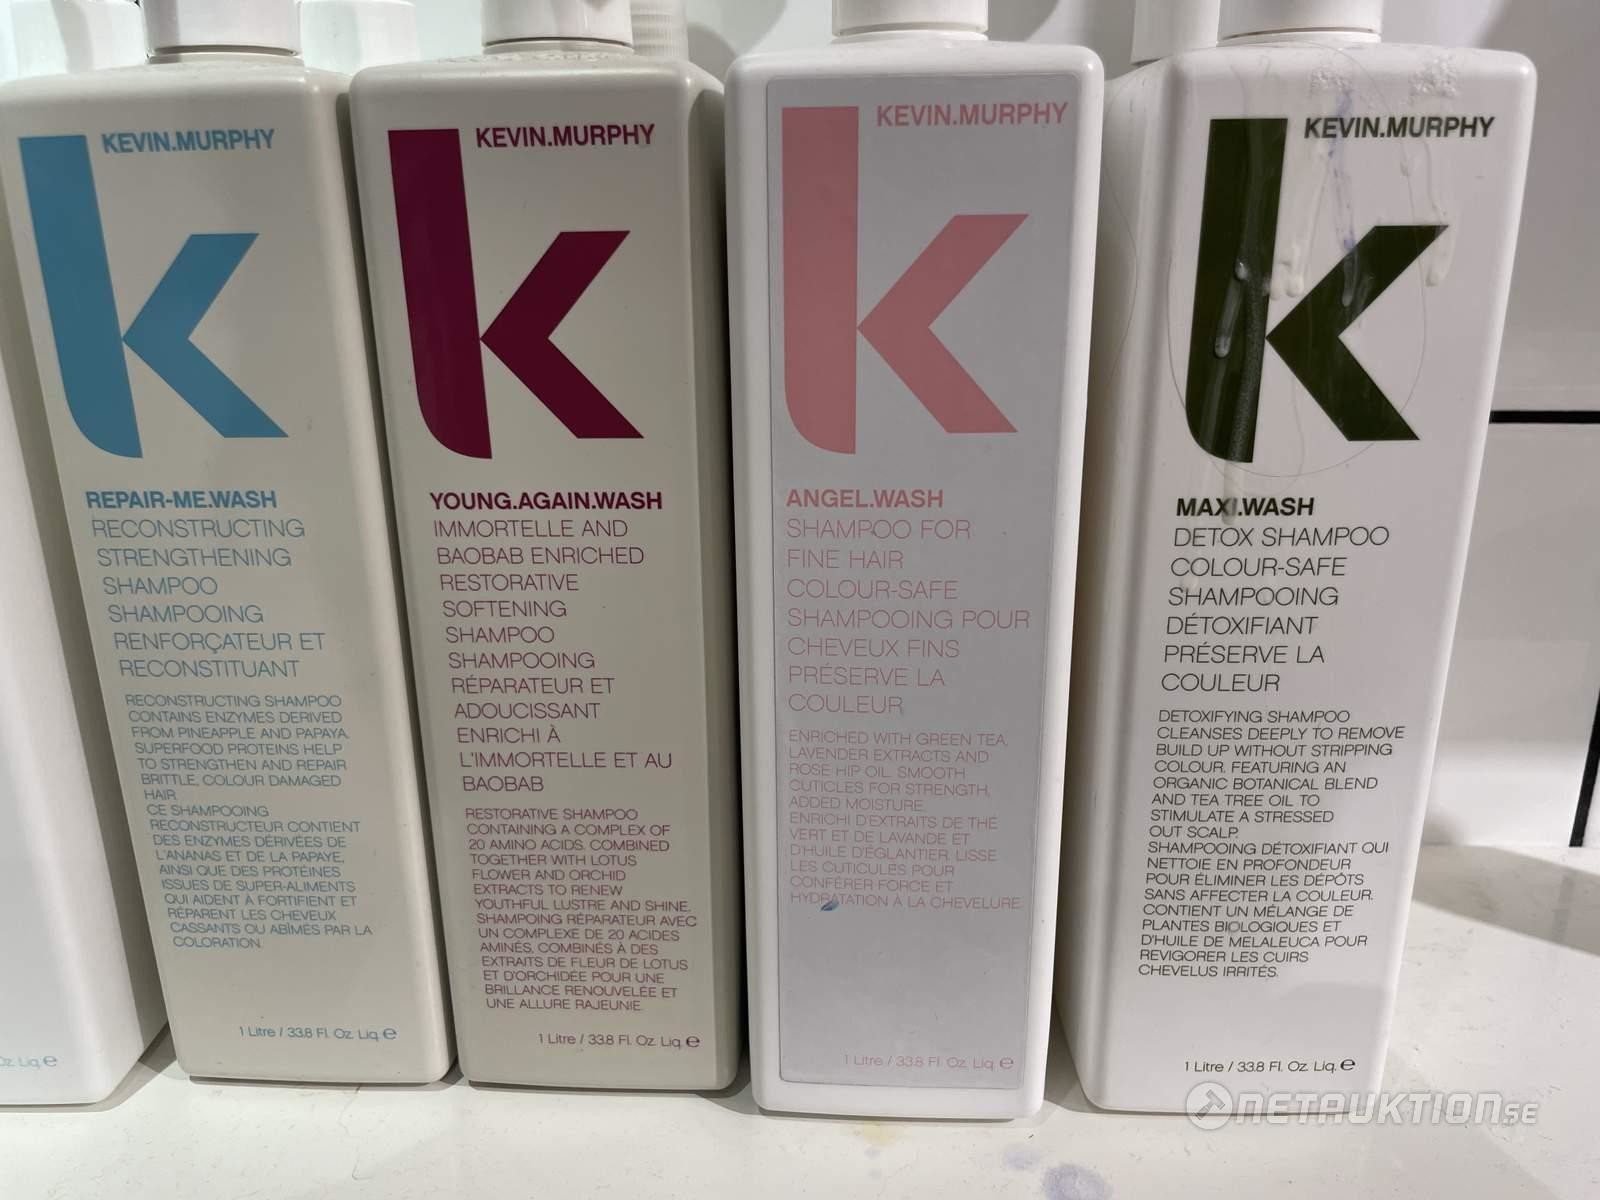 Oz. Liq. e
KEVIN.MURPHY
REPAIR-ME.WASH
RECONSTRUCTING
STRENGTHENING
SHAMPOO
SHAMPOOING
RENFORÇATEUR ET
RECONSTITUANT
RECONSTRUCTING SHAMPOO
CONTAINS ENZYMES DERIVED
FROM PINEAPPLE AND PAPAYA.
SUPERFOOD PROTEINS HELP
TO STRENGTHEN AND REPAIR
BRITTLE, COLOUR DAMAGED
HAIR.
CE SHAMPOOING
RECONSTRUCTEUR CONTIENT
DES ENZYMES DÉRIVÉES DE
L'ANANAS ET DE LA PAPAYE,
AINSI QUE DES PROTÉINES
ISSUES DE SUPER-ALIMENTS
QUI AIDENT À FORTIFIENT ET
RÉPARENT LES CHEVEUX
CASSANTS OU ABÎMÉS PAR LA
COLORATION.
1 Litre / 33.8 Fl. Oz. Liq. e
KEVIN.MURPHY
YOUNG.AGAIN.WASH
IMMORTELLE AND
BAOBAB ENRICHED
RESTORATIVE
SOFTENING
SHAMPOO
SHAMPOOING
RÉPARATEUR ET
ADOUCISSANT
ENRICHI À
L'IMMORTELLE ET AU
BAOBAB
RESTORATIVE SHAMPOO
CONTAINING A COMPLEX OF
20 AMINO ACIDS. COMBINED
TOGETHER WITH LOTUS
FLOWER AND ORCHID
EXTRACTS TO RENEW
YOUTHFUL LUSTRE AND SHINE.
SHAMPOING RÉPARATEUR AVEC
UN COMPLEXE DE 20 ACIDES
AMINÉS, COMBINÉS À DES
EXTRAITS DE FLEUR DE LOTUS
ET D'ORCHIDÉE POUR UNE
BRILLANCE RENOUVELÉE ET
UNE ALLURE RAJEUNIE.
1 Litre / 33.8 Fl. Oz. Liq. e
KEVIN.MURPHY
ANGEL.WASH
SHAMPOO FOR
FINE HAIR
COLOUR-SAFE
SHAMPOOING POUR
CHEVEUX FINS
PRÉSERVE LA
COULEUR
ENRICHED WITH GREEN TEA,
LAVENDER EXTRACTS AND
ROSE HIP OIL. SMOOTH
CUTICLES FOR STRENGTH,
ADDED MOISTURE.
ENRICHI D'EXTRAITS DE THÉ
VERT ET DE LAVANDE ET
D'HUILE D'ÉGLANTIER. LISSE
LES CUTICULES POUR
CONFÉRER FORCE ET
HYDRATATION À LA CHEVELURE.
1 Litre / 33.8 Fl. Oz. Liq. e
KEVIN.MURPHY
MAXI.WASH
DETOX SHAMPOO
COLOUR-SAFE
SHAMPOOING
DÉTOXIFIANT
PRÉSERVE LA
COULEUR
DETOXIFYING SHAMPOO
CLEANSES DEEPLY TO REMOVE
BUILD UP WITHOUT STRIPPING
COLOUR. FEATURING AN
ORGANIC BOTANICAL BLEND
AND TEA TREE OIL TO
STIMULATE A STRESSED
OUT SCALP.
SHAMPOOING DÉTOXIFIANT QUI
NETTOIE EN PROFONDEUR
POUR ÉLIMINER LES DÉPÔTS
SANS AFFECTER LA COULEUR.
CONTIENT UN MÉLANGE DE
PLANTES BIOLOGIQUES ET
D'HUILE DE MELALEUCA POUR
REVIGORER LES CUIRS
CHEVELUS IRRITÉS.
1 Litre / 33.8 Fl. Oz. Liq. e
NETAUKTION.SE